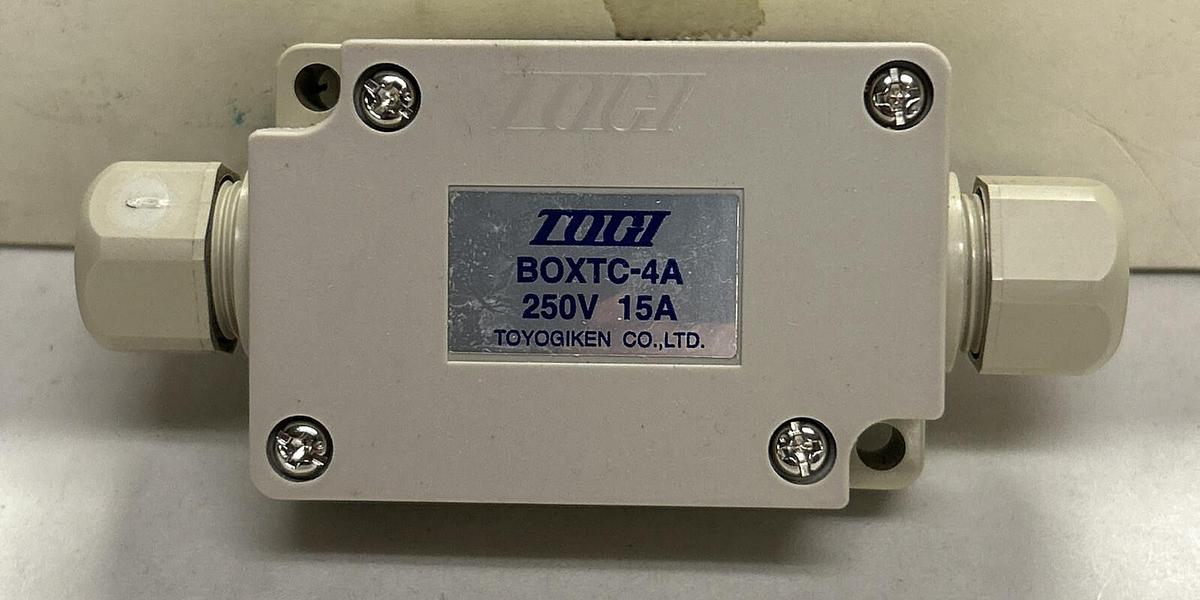 TOGI
TOGI
BOXTC-4A
250V 15A
TOYOGIKEN CO.,LTD.